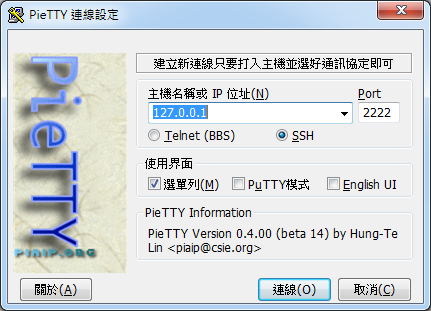 PieTTY 連線設定
PieTTY
PIAIP.ORG
建立新連線只要打入主機並選好通訊協定即可
主機名稱或 IP 位址(N)
Port
127.0.0.1
2222
Telnet (BBS)
SSH
使用界面
選單列(M)
PuTTY模式
English UI
PieTTY Information
PieTTY Version 0.4.00 (beta 14) by Hung-Te
Lin <piaip@csie.org>
關於(A)
連線(O)
取消(C)